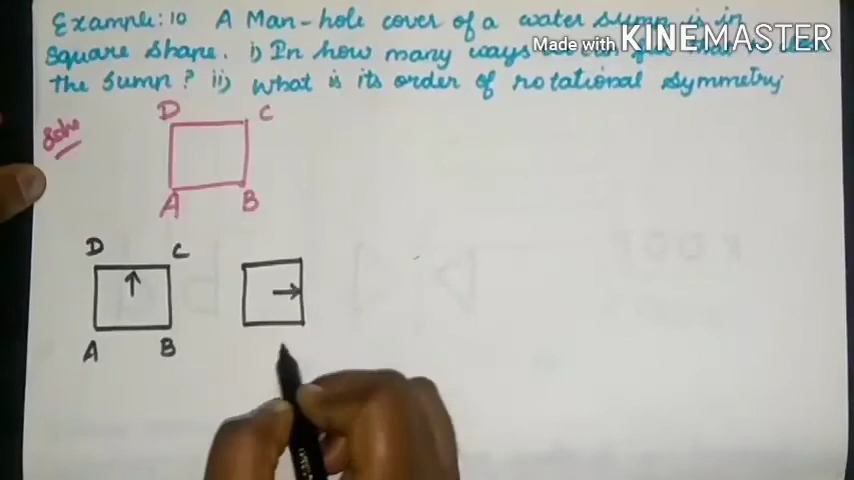 Example: 10 A Man-hole cover of a water sump is in
Made with KINEMASTER
Square shape. i) In how many ways
the sump? ii) what is its order of rotational symmetry
Soln
D C
A B
D C
A B